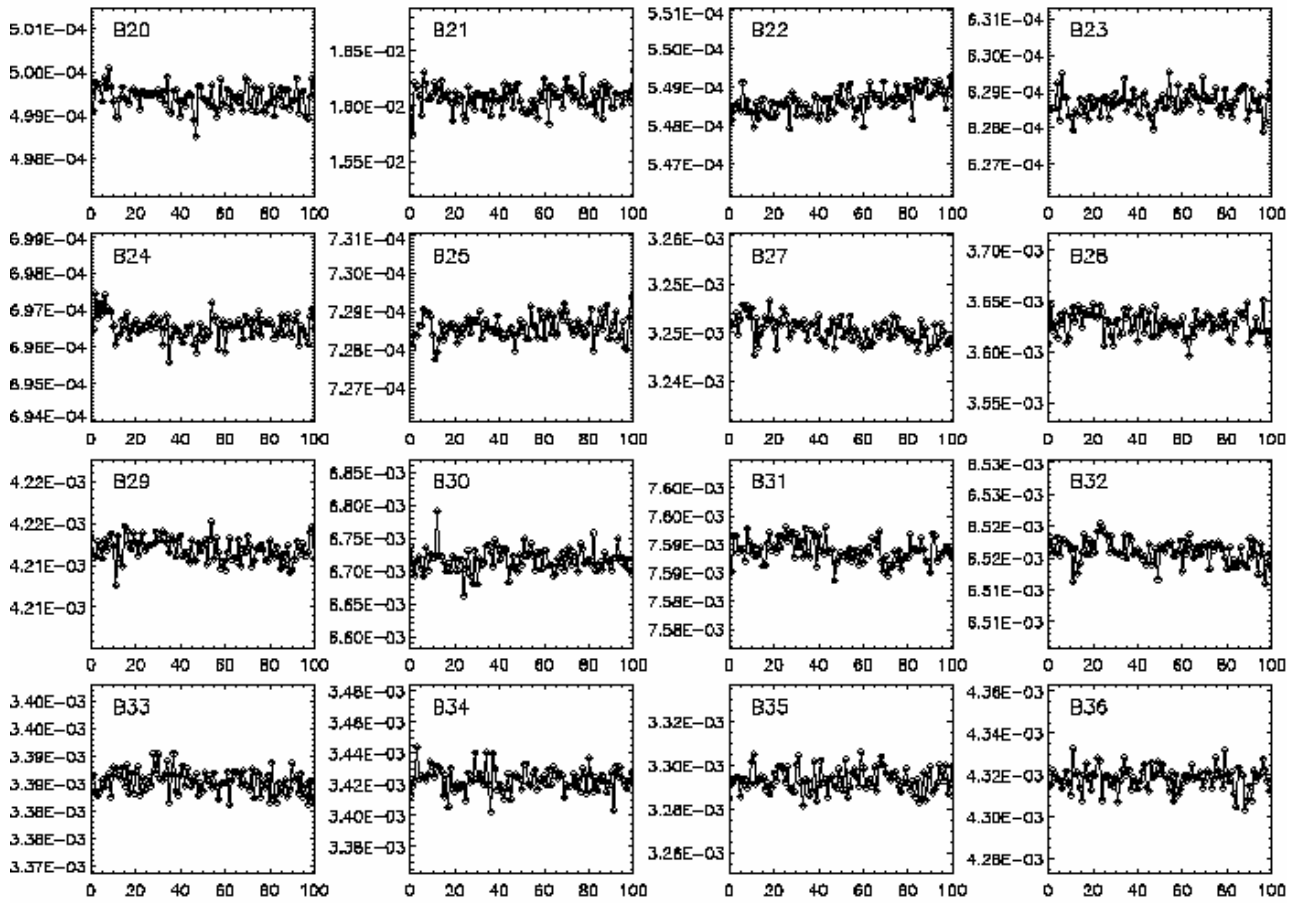 5.01E−04
5.00E−04
4.99E−04
4.98E−04
B20
0 20 40 60 80 100
1.65E−02
1.60E−02
1.55E−02
B21
0 20 40 60 80 100
5.51E−04
5.50E−04
5.49E−04
5.48E−04
5.47E−04
B22
0 20 40 60 80 100
6.31E−04
6.30E−04
6.29E−04
6.28E−04
6.27E−04
B23
0 20 40 60 80 100
6.99E−04
6.98E−04
6.97E−04
6.96E−04
6.95E−04
6.94E−04
B24
0 20 40 60 80 100
7.31E−04
7.30E−04
7.29E−04
7.28E−04
7.27E−04
B25
0 20 40 60 80 100
3.26E−03
3.25E−03
3.25E−03
3.24E−03
B27
0 20 40 60 80 100
3.70E−03
3.65E−03
3.60E−03
3.55E−03
B28
0 20 40 60 80 100
4.22E−03
4.22E−03
4.21E−03
4.21E−03
B29
0 20 40 60 80 100
6.85E−03
6.80E−03
6.75E−03
6.70E−03
6.65E−03
6.60E−03
B30
0 20 40 60 80 100
7.60E−03
7.60E−03
7.59E−03
7.59E−03
7.58E−03
7.58E−03
B31
0 20 40 60 80 100
6.53E−03
6.53E−03
6.52E−03
6.52E−03
6.51E−03
6.51E−03
B32
0 20 40 60 80 100
3.40E−03
3.40E−03
3.39E−03
3.39E−03
3.38E−03
3.38E−03
3.37E−03
B33
0 20 40 60 80 100
3.48E−03
3.46E−03
3.44E−03
3.42E−03
3.40E−03
3.38E−03
B34
0 20 40 60 80 100
3.32E−03
3.30E−03
3.28E−03
3.26E−03
B35
0 20 40 60 80 100
4.36E−03
4.34E−03
4.32E−03
4.30E−03
4.28E−03
B36
0 20 40 60 80 100